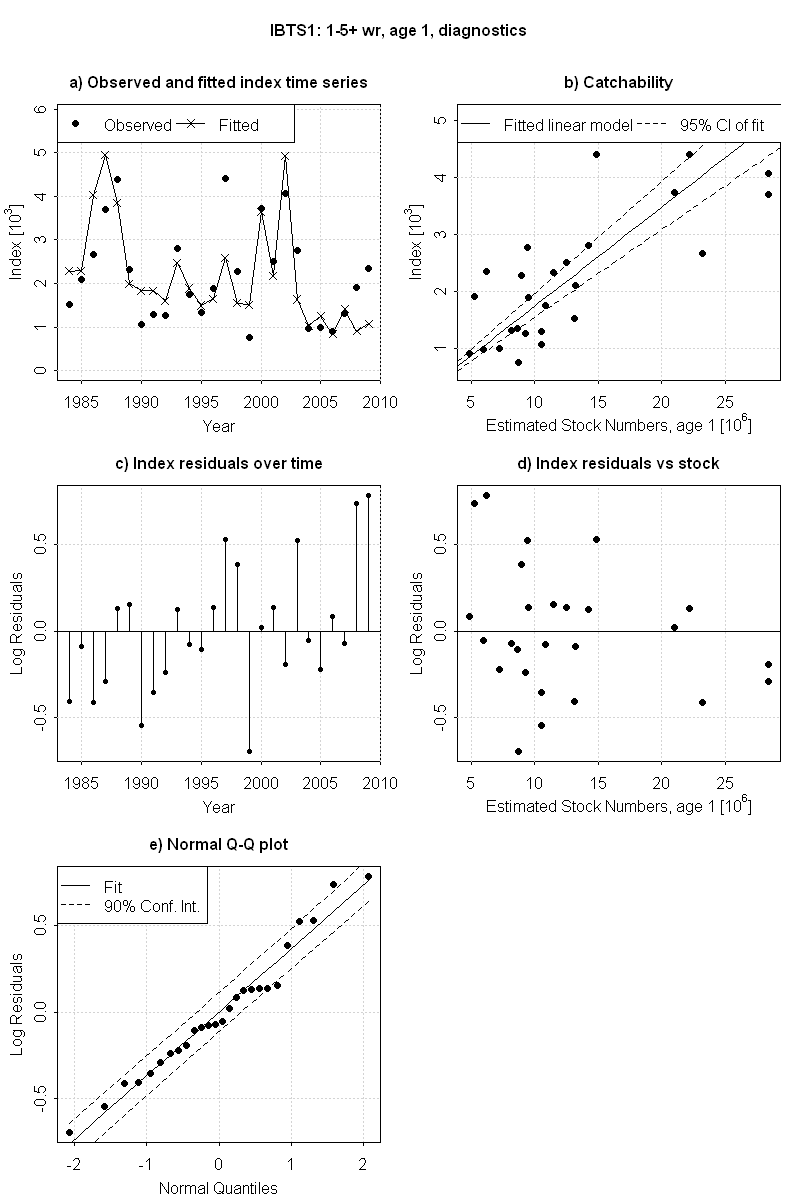 IBTS1: 1-5+ wr, age 1, diagnostics
a) Observed and fitted index time series
Observed
Fitted
Index [10³]
0
1
2
3
4
5
6
1985
1990
1995
2000
2005
2010
Year
b) Catchability
Fitted linear model
95% CI of fit
Index [10³]
1
2
3
4
5
5
10
15
20
25
Estimated Stock Numbers, age 1 [10⁶]
c) Index residuals over time
Log Residuals
-0.5
0.0
0.5
1985
1990
1995
2000
2005
2010
Year
d) Index residuals vs stock
Log Residuals
-0.5
0.0
0.5
5
10
15
20
25
Estimated Stock Numbers, age 1 [10⁶]
e) Normal Q-Q plot
Fit
90% Conf. Int.
Log Residuals
-0.5
0.0
0.5
-2
-1
0
1
2
Normal Quantiles